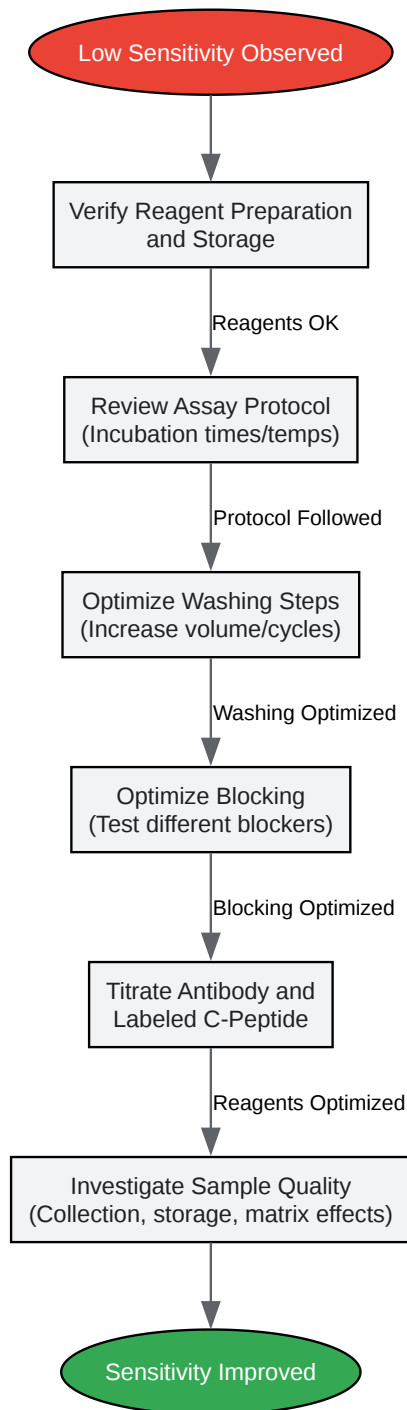 Low Sensitivity Observed
Verify Reagent Preparation
and Storage
Reagents OK
Review Assay Protocol
(Incubation times/temps)
Protocol Followed
Optimize Washing Steps
(Increase volume/cycles)
Washing Optimized
Optimize Blocking
(Test different blockers)
Blocking Optimized
Titrate Antibody and
Labeled C-Peptide
Reagents Optimized
Investigate Sample Quality
(Collection, storage, matrix effects)
Sensitivity Improved